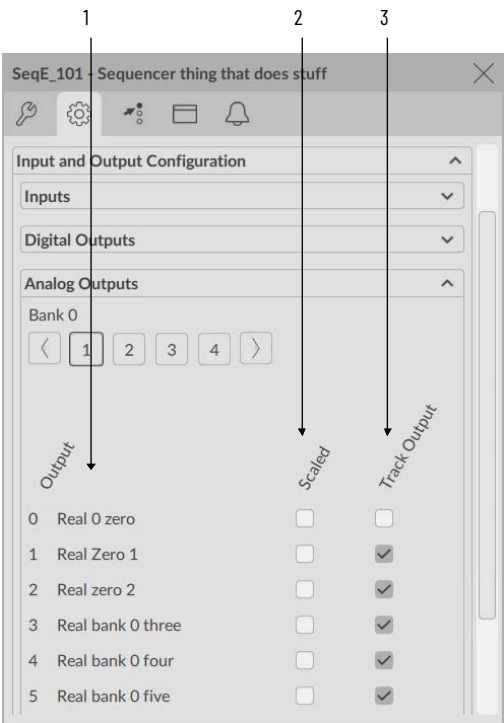 1 2 3
SeqE_101 - Sequencer thing that does stuff
Input and Output Configuration
Inputs
Digital Outputs
Analog Outputs
Bank 0
1 2 3 4
Output Scaled Track Output
0 Real 0 zero
1 Real Zero 1
2 Real zero 2
3 Real bank 0 three
4 Real bank 0 four
5 Real bank 0 five